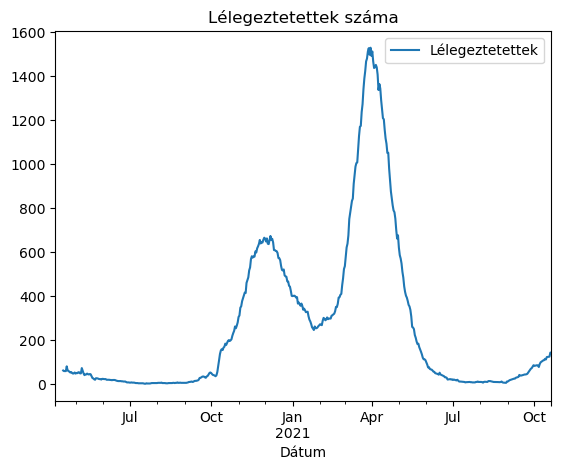 Lélegeztetettek száma
Lélegeztetettek
1600
1400
1200
1000
800
600
400
200
0
Jul
Oct
Jan
2021
Apr
Jul
Oct
Dátum